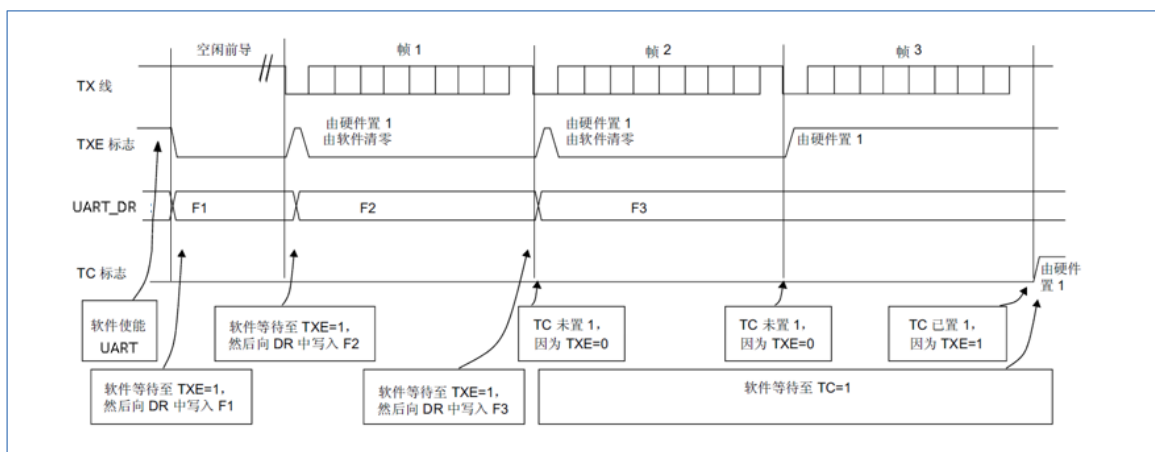 空闲前导
帧 1
帧 2
帧 3
TX 线
由硬件置 1
由软件清零
由硬件置 1
由软件清零
TXE 标志
由硬件置 1
UART_DR
F1
F2
F3
TC 标志
由硬件
置 1
软件使能
UART
软件等待至 TXE=1，
然后向 DR 中写入 F2
TC 未置 1，
因为 TXE=0
TC 未置 1，
因为 TXE=0
TC 已置 1，
因为 TXE=1
软件等待至 TXE=1，
然后向 DR 中写入 F1
软件等待至 TXE=1，
然后向 DR 中写入 F3
软件等待至 TC=1